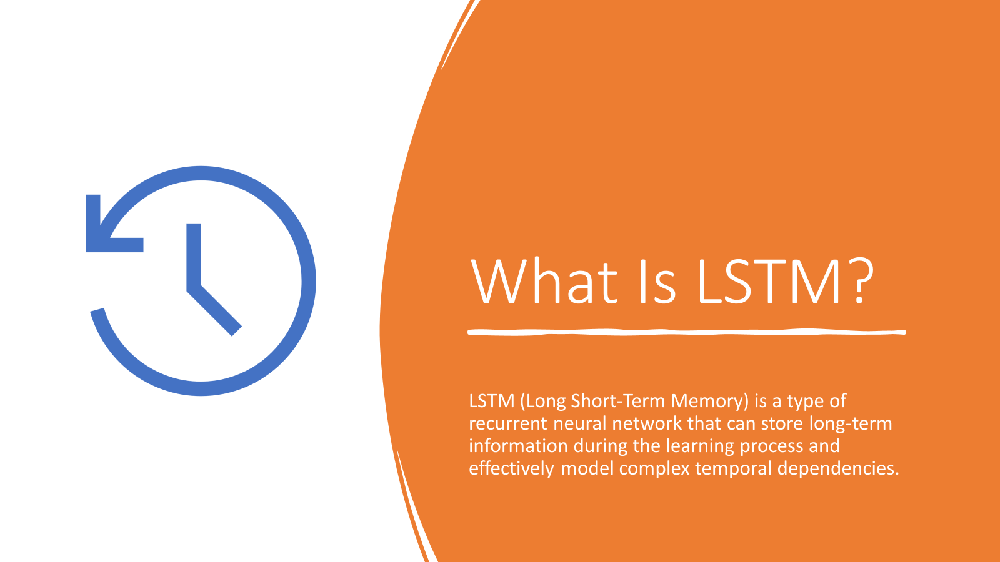 What Is LSTM?
LSTM (Long Short-Term Memory) is a type of
recurrent neural network that can store long-term
information during the learning process and
effectively model complex temporal dependencies.